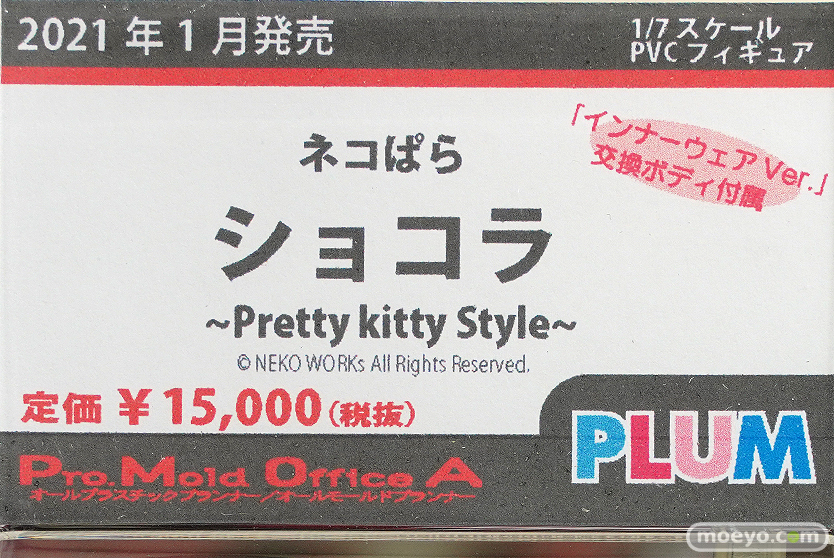 2021 年 1 月発売
1/7 スケール
PVC フィギュア
「インナーウェア Ver.」
交換ボディ付属
ネコぱら
ショコラ
~Pretty kitty Style~
© NEKO WORKs All Rights Reserved.
定価 ¥ 15,000 (税抜)
PLUM
Pro. Mold Office A
オールプラスチックプランナー/オールモールドプランナー
moeyo.com